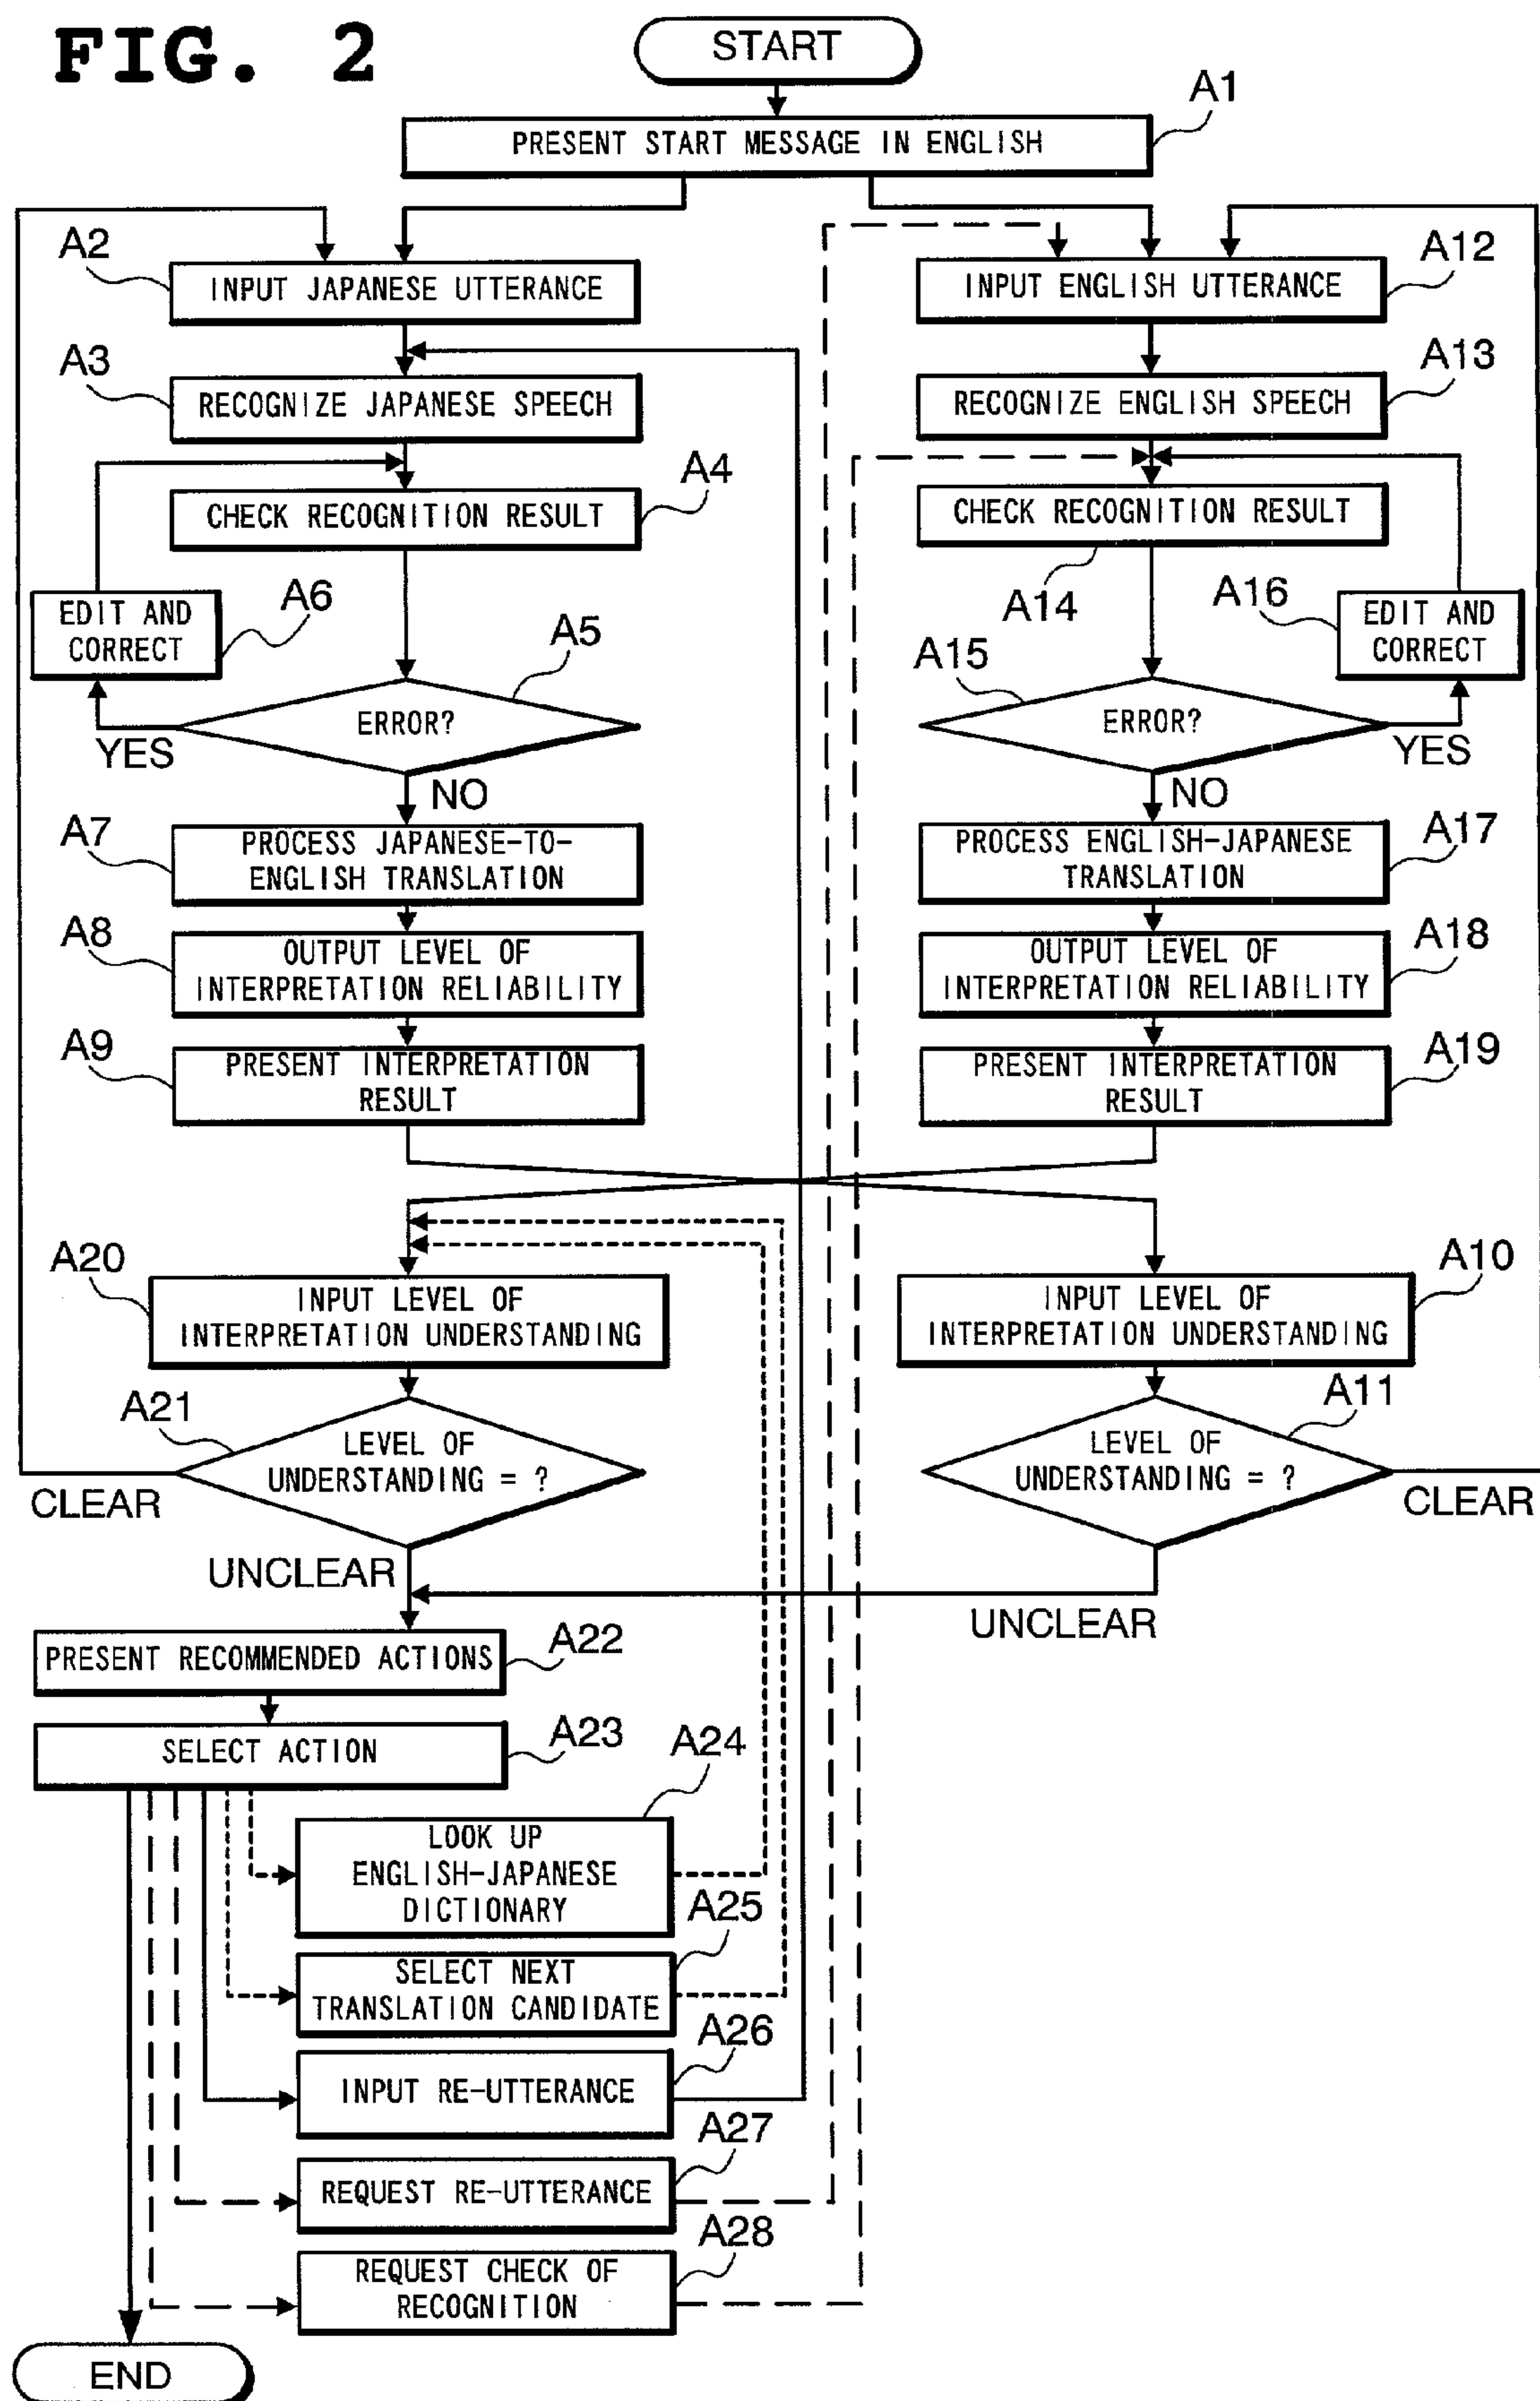 FIG. 2
START
A1
PRESENT START MESSAGE IN ENGLISH
A2
INPUT JAPANESE UTTERANCE
A12
INPUT ENGLISH UTTERANCE
A3
RECOGNIZE JAPANESE SPEECH
A13
RECOGNIZE ENGLISH SPEECH
A4
CHECK RECOGNITION RESULT
CHECK RECOGNITION RESULT
A14
A6
EDIT AND
CORRECT
A16
EDIT AND
CORRECT
A5
ERROR?
YES
NO
A15
ERROR?
YES
NO
A7
PROCESS JAPANESE-TO-
ENGLISH TRANSLATION
A17
PROCESS ENGLISH-JAPANESE
TRANSLATION
A8
OUTPUT LEVEL OF
INTERPRETATION RELIABILITY
A18
OUTPUT LEVEL OF
INTERPRETATION RELIABILITY
A9
PRESENT INTERPRETATION
RESULT
A19
PRESENT INTERPRETATION
RESULT
A20
INPUT LEVEL OF
INTERPRETATION UNDERSTANDING
A10
INPUT LEVEL OF
INTERPRETATION UNDERSTANDING
A21
LEVEL OF
UNDERSTANDING = ?
CLEAR
UNCLEAR
A11
LEVEL OF
UNDERSTANDING = ?
CLEAR
UNCLEAR
PRESENT RECOMMENDED ACTIONS
A22
SELECT ACTION
A23
A24
LOOK UP
ENGLISH-JAPANESE
DICTIONARY
A25
SELECT NEXT
TRANSLATION CANDIDATE
A26
INPUT RE-UTTERANCE
A27
REQUEST RE-UTTERANCE
A28
REQUEST CHECK OF
RECOGNITION
END